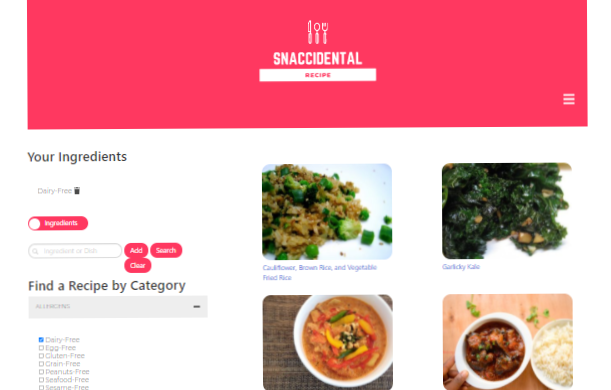 SNACCIDENTAL
RECIPE
Your Ingredients
Dairy-Free
Ingredients
Ingredient or Dish
Add
Search
Clear
Find a Recipe by Category
ALLERGENS
Dairy-Free
Egg-Free
Gluten-Free
Grain-Free
Peanuts-Free
Seafood-Free
Sesame-Free
Cauliflower, Brown Rice, and Vegetable
Fried Rice
Garlicky Kale